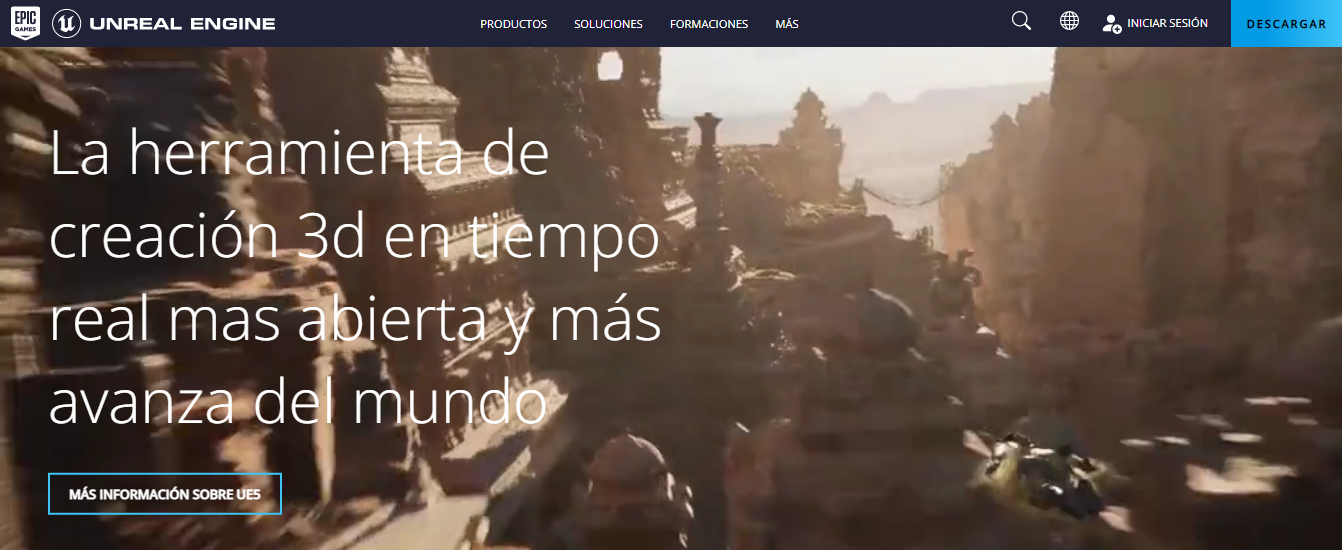 EPIC GAMES UNREAL ENGINE PRODUCTOS SOLUCIONES FORMACIONES MÁS INICIAR SESIÓN DESCARGAR
La herramienta de
creación 3d en tiempo
real mas abierta y más
avanza del mundo
MÁS INFORMACIÓN SOBRE UE5